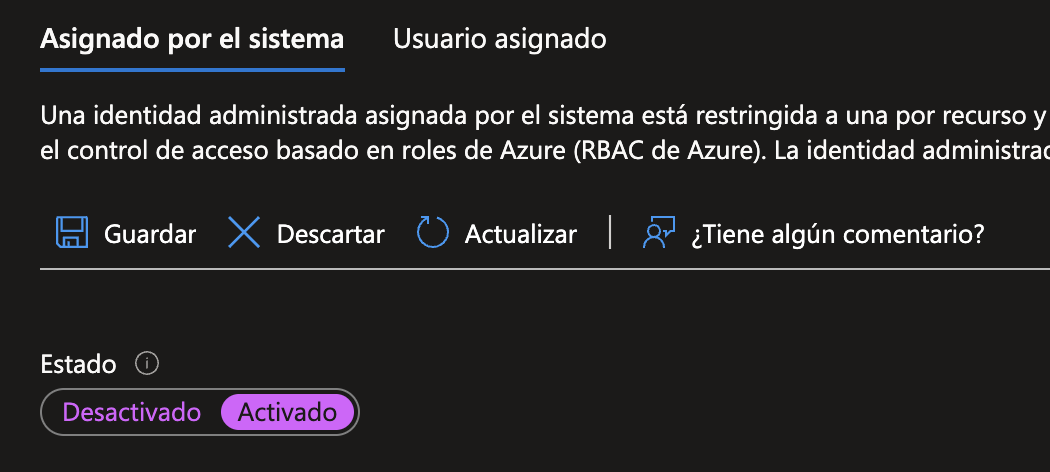 Asignado por el sistema Usuario asignado
Una identidad administrada asignada por el sistema está restringida a una por recurso y
el control de acceso basado en roles de Azure (RBAC de Azure). La identidad
Guardar Descartar Actualizar | ¿Tiene algún comentario?
Estado
Desactivado Activado